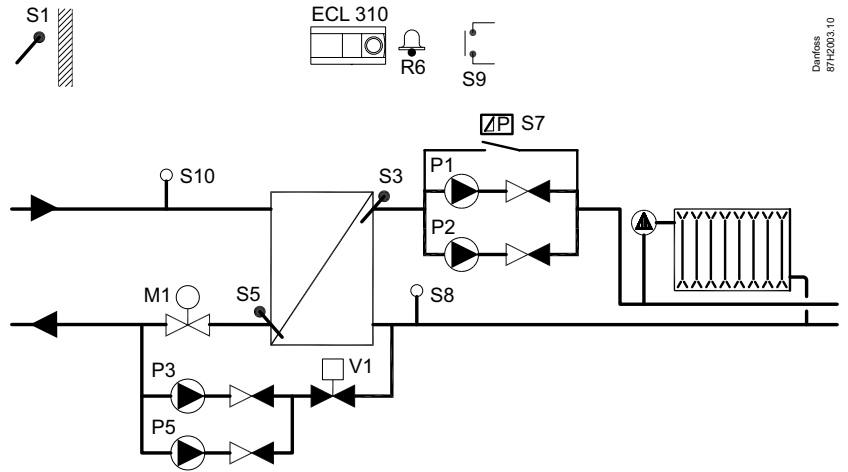 S1
ECL 310
R6
S9
Danfoss
87H2003.10
S7
P
S10
S3
P1
P2
M1
S5
S8
P3
V1
P5